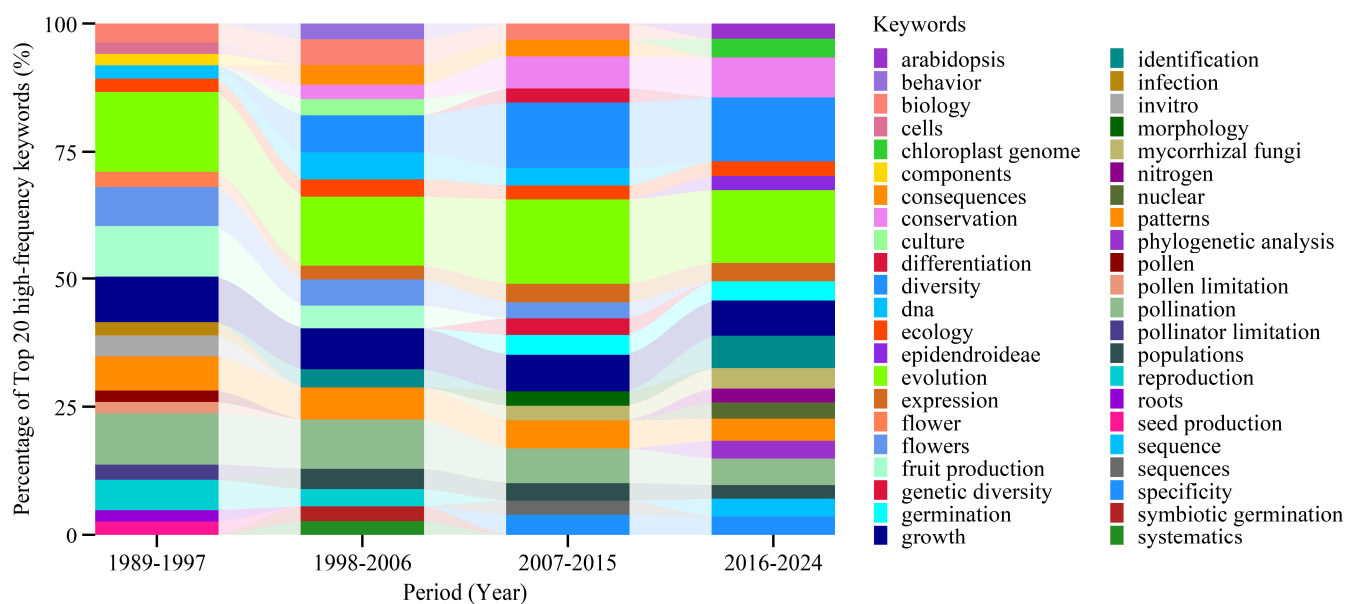 Percentage of Top 20 high-frequency keywords (%)
100
75
50
25
0
1989-1997
1998-2006
2007-2015
2016-2024
Period (Year)
Keywords
arabidopsis
behavior
biology
cells
chloroplast genome
components
consequences
conservation
culture
differentiation
diversity
dna
ecology
epidendroideae
evolution
expression
flower
flowers
fruit production
genetic diversity
germination
growth
identification
infection
invitro
morphology
mycorrhizal fungi
nitrogen
nuclear
patterns
phylogenetic analysis
pollen
pollen limitation
pollination
pollinator limitation
populations
reproduction
roots
seed production
sequence
sequences
specificity
symbiotic germination
systematics